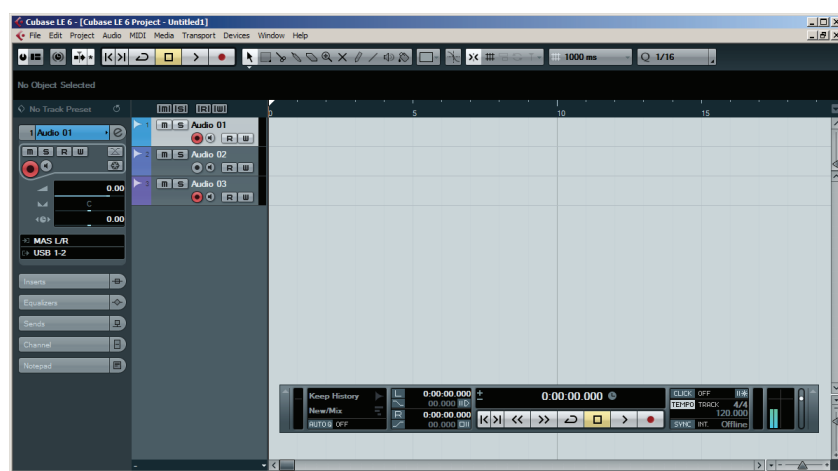 Cubase LE 6 - [Cubase LE 6 Project - Untitled1]
File Edit Project Audio MIDI Media Transport Devices Window Help
1000 ms Q 1/16
No Object Selected
No Track Preset m S R W 0 5 10 15
1 Audio 01
m S R W
0.00
C
0.00
MAS L/R
USB 1-2
Inserts
Equalizers
Sends
Channel
Notepad
1 m S Audio 01
R W
2 m S Audio 02
R W
3 m S Audio 03
R W
Keep History
New/Mix
AUTO Q OFF
L 0:00:00.000
00.000
R 0:00:00.000
00.000
0:00:00.000
CLICK OFF
TEMPO TRACK 4/4
120.000
SYNC INT. Offline